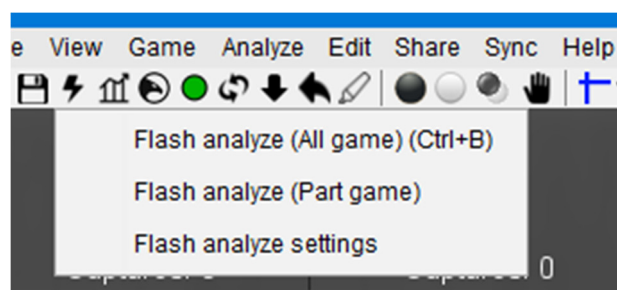 e View Game Analyze Edit Share Sync Help
Flash analyze (All game) (Ctrl+B)
Flash analyze (Part game)
Flash analyze settings
0